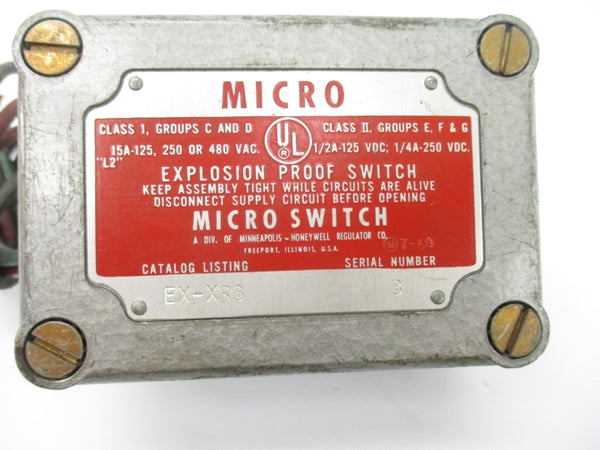 MICRO
CLASS 1, GROUPS C AND D UL ® CLASS II, GROUPS E, F & G
15A-125, 250 OR 480 VAC. 1/2A-125 VDC; 1/4A-250 VDC.
"L2"
EXPLOSION PROOF SWITCH
KEEP ASSEMBLY TIGHT WHILE CIRCUITS ARE ALIVE
DISCONNECT SUPPLY CIRCUIT BEFORE OPENING
MICRO SWITCH
A DIV. OF MINNEAPOLIS-HONEYWELL REGULATOR CO.
FREEPORT, ILLINOIS, U.S.A.
CATALOG LISTING SERIAL NUMBER
EX-XR3 3